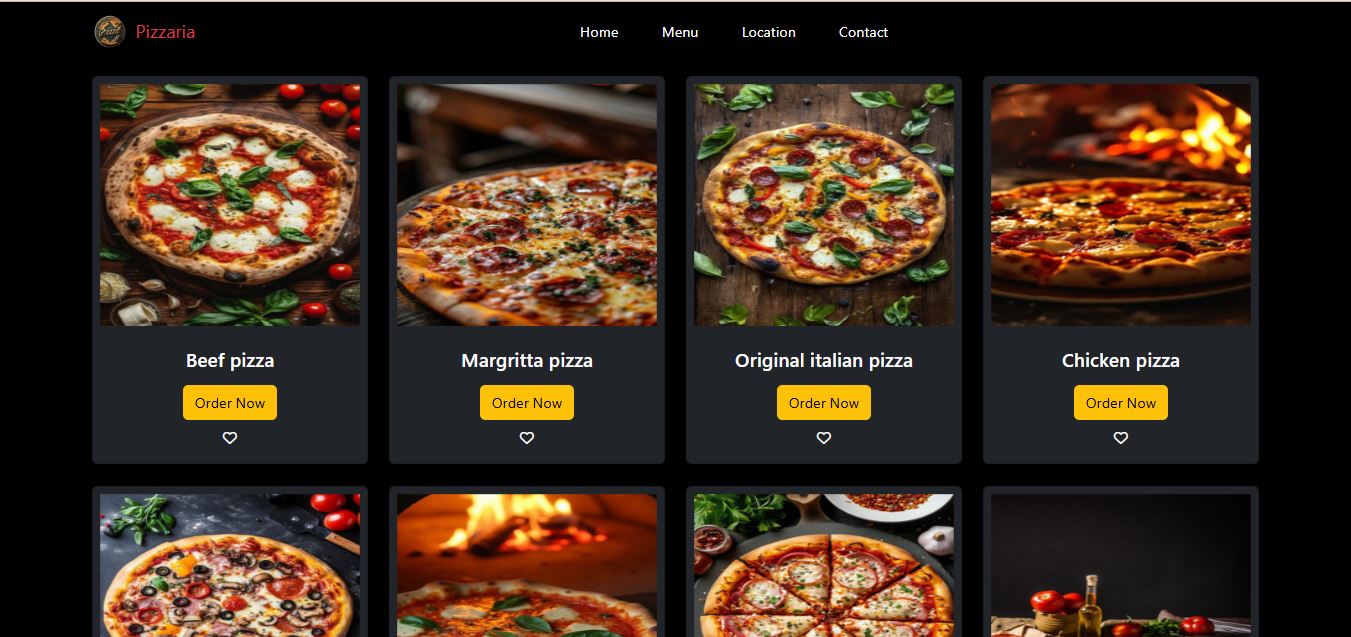 Pizzaria
Home Menu Location Contact
Beef pizza
Margritta pizza
Original italian pizza
Chicken pizza
Order Now
Order Now
Order Now
Order Now